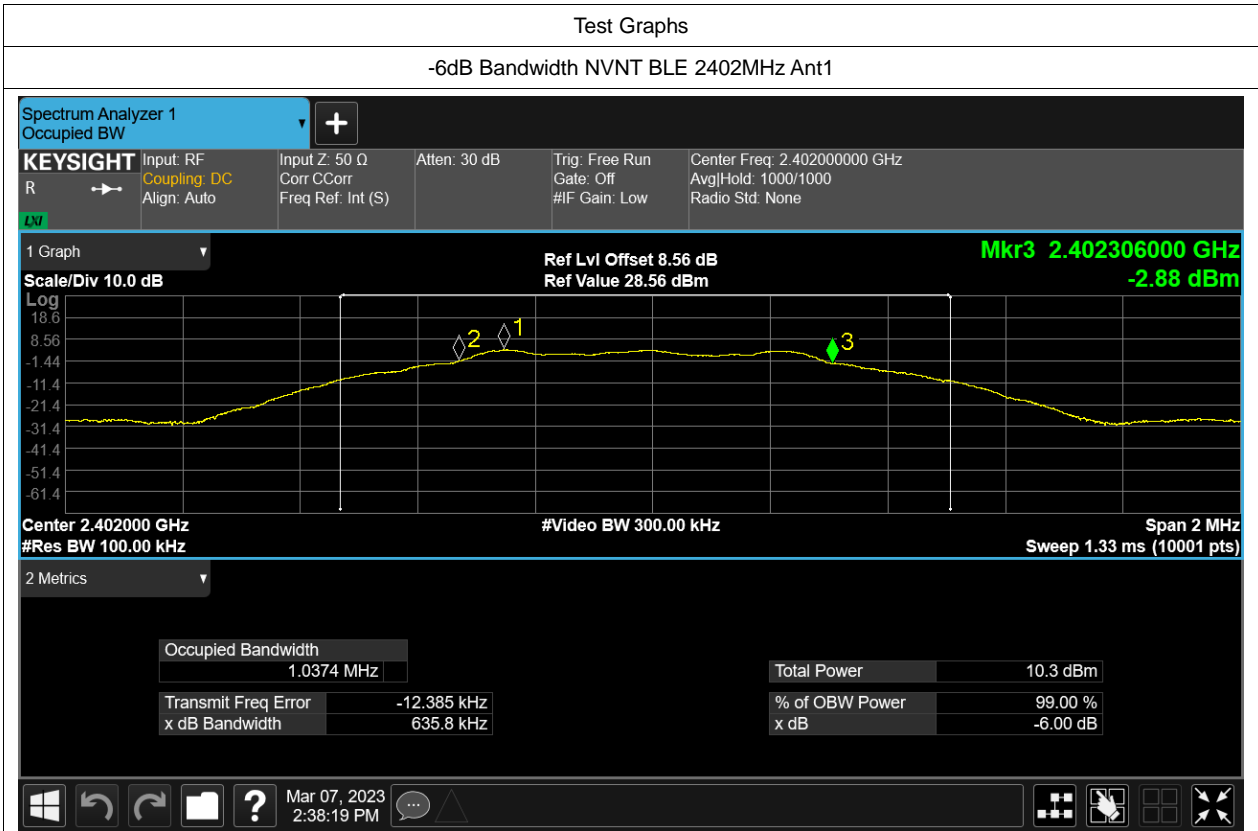 Test Graphs
-6dB Bandwidth NVNT BLE 2402MHz Ant1
Spectrum Analyzer 1
Occupied BW
+
KEYSIGHT
R
LXI
Input: RF
Coupling: DC
Align: Auto
Input Z: 50 Ω
Corr CCorr
Freq Ref: Int (S)
Atten: 30 dB
Trig: Free Run
Gate: Off
#IF Gain: Low
Center Freq: 2.402000000 GHz
Avg|Hold: 1000/1000
Radio Std: None
1 Graph
Scale/Div 10.0 dB
Ref Lvl Offset 8.56 dB
Ref Value 28.56 dBm
Mkr3 2.402306000 GHz
-2.88 dBm
Log
18.6
8.56
-1.44
-11.4
-21.4
-31.4
-41.4
-51.4
-61.4
2
1
3
Center 2.402000 GHz
#Res BW 100.00 kHz
#Video BW 300.00 kHz
Span 2 MHz
Sweep 1.33 ms (10001 pts)
2 Metrics
Occupied Bandwidth
1.0374 MHz
Transmit Freq Error -12.385 kHz
x dB Bandwidth 635.8 kHz
Total Power 10.3 dBm
% of OBW Power 99.00 %
x dB -6.00 dB
?
Mar 07, 2023
2:38:19 PM